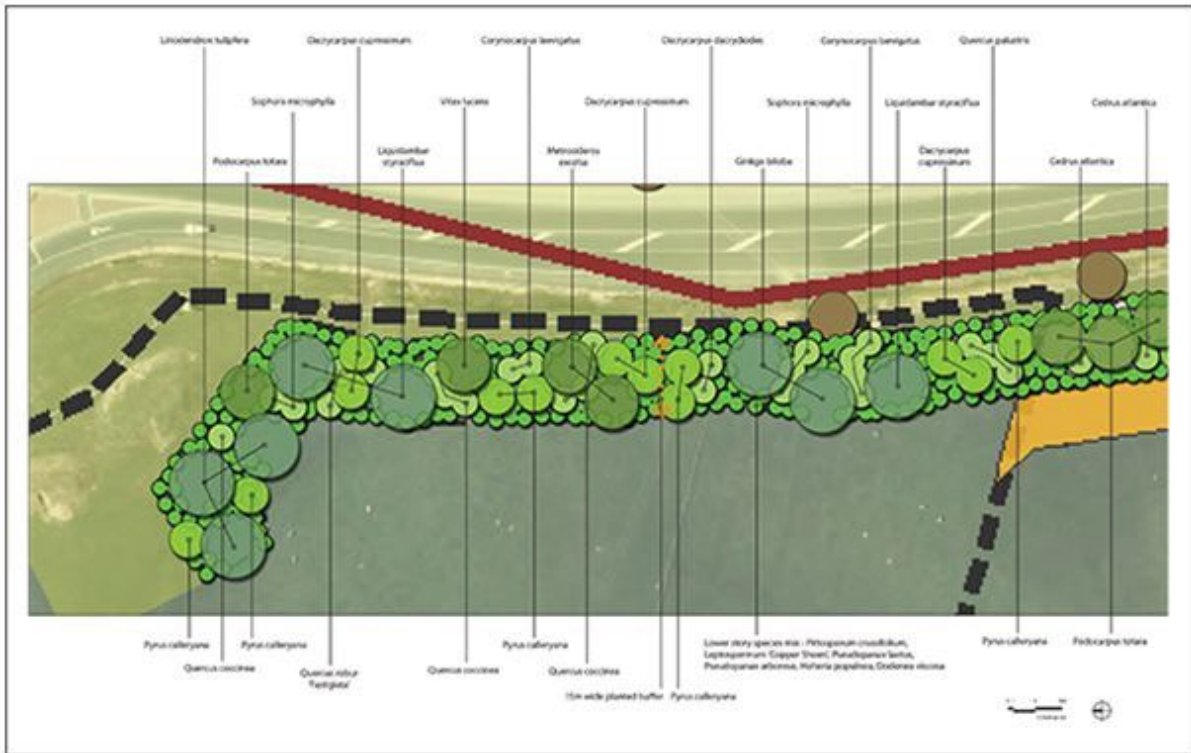 Liriodendron tulipifera
Dacrycarpus cupressinum
Corynocarpus laevigatus
Dacrycarpus dacrydioides
Corynocarpus laevigatus
Quercus palustris
Sophora microphylla
Vitex lucens
Dacrycarpus cupressinum
Sophora microphylla
Liquidambar styraciflua
Cedrus atlantica
Podocarpus totara
Liquidambar
styraciflua
Metrosideros
excelsa
Ginkgo biloba
Dacrycarpus
cupressinum
Cedrus atlantica
Pyrus calleryana
Pyrus calleryana
Pyrus calleryana
Lower story species mix - Pittosporum crassifolium,
Leptospermum 'Copper Sheen', Pseudopanax laetus,
Pseudopanax arboreus, Hoheria populnea, Dodonea viscosa
Pyrus calleryana
Podocarpus totara
Quercus coccinea
Quercus robur
'Fastigiata'
Quercus coccinea
Quercus coccinea
15m wide planted buffer
Pyrus calleryana